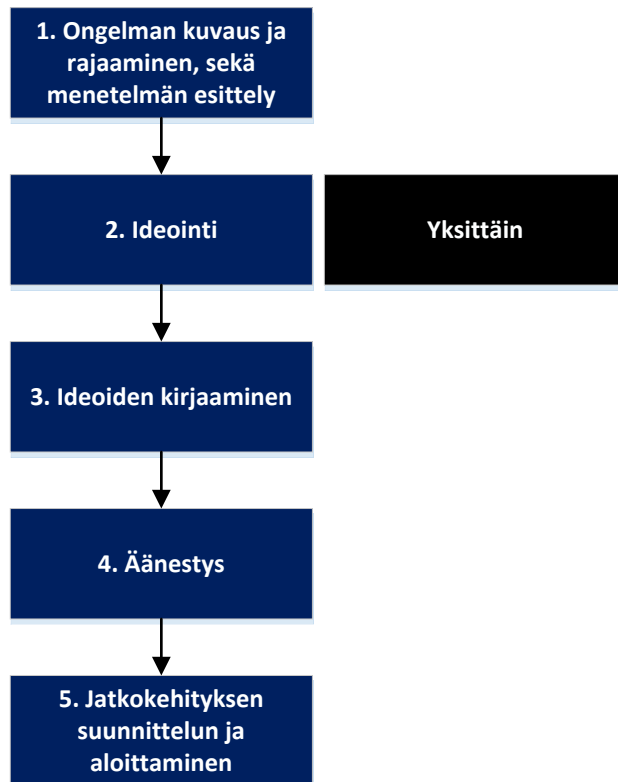 1. Ongelman kuvaus ja
rajaaminen, sekä
menetelmän esittely
2. Ideointi
Yksittäin
3. Ideoiden kirjaaminen
4. Äänestys
5. Jatkokehityksen
suunnittelun ja
aloittaminen